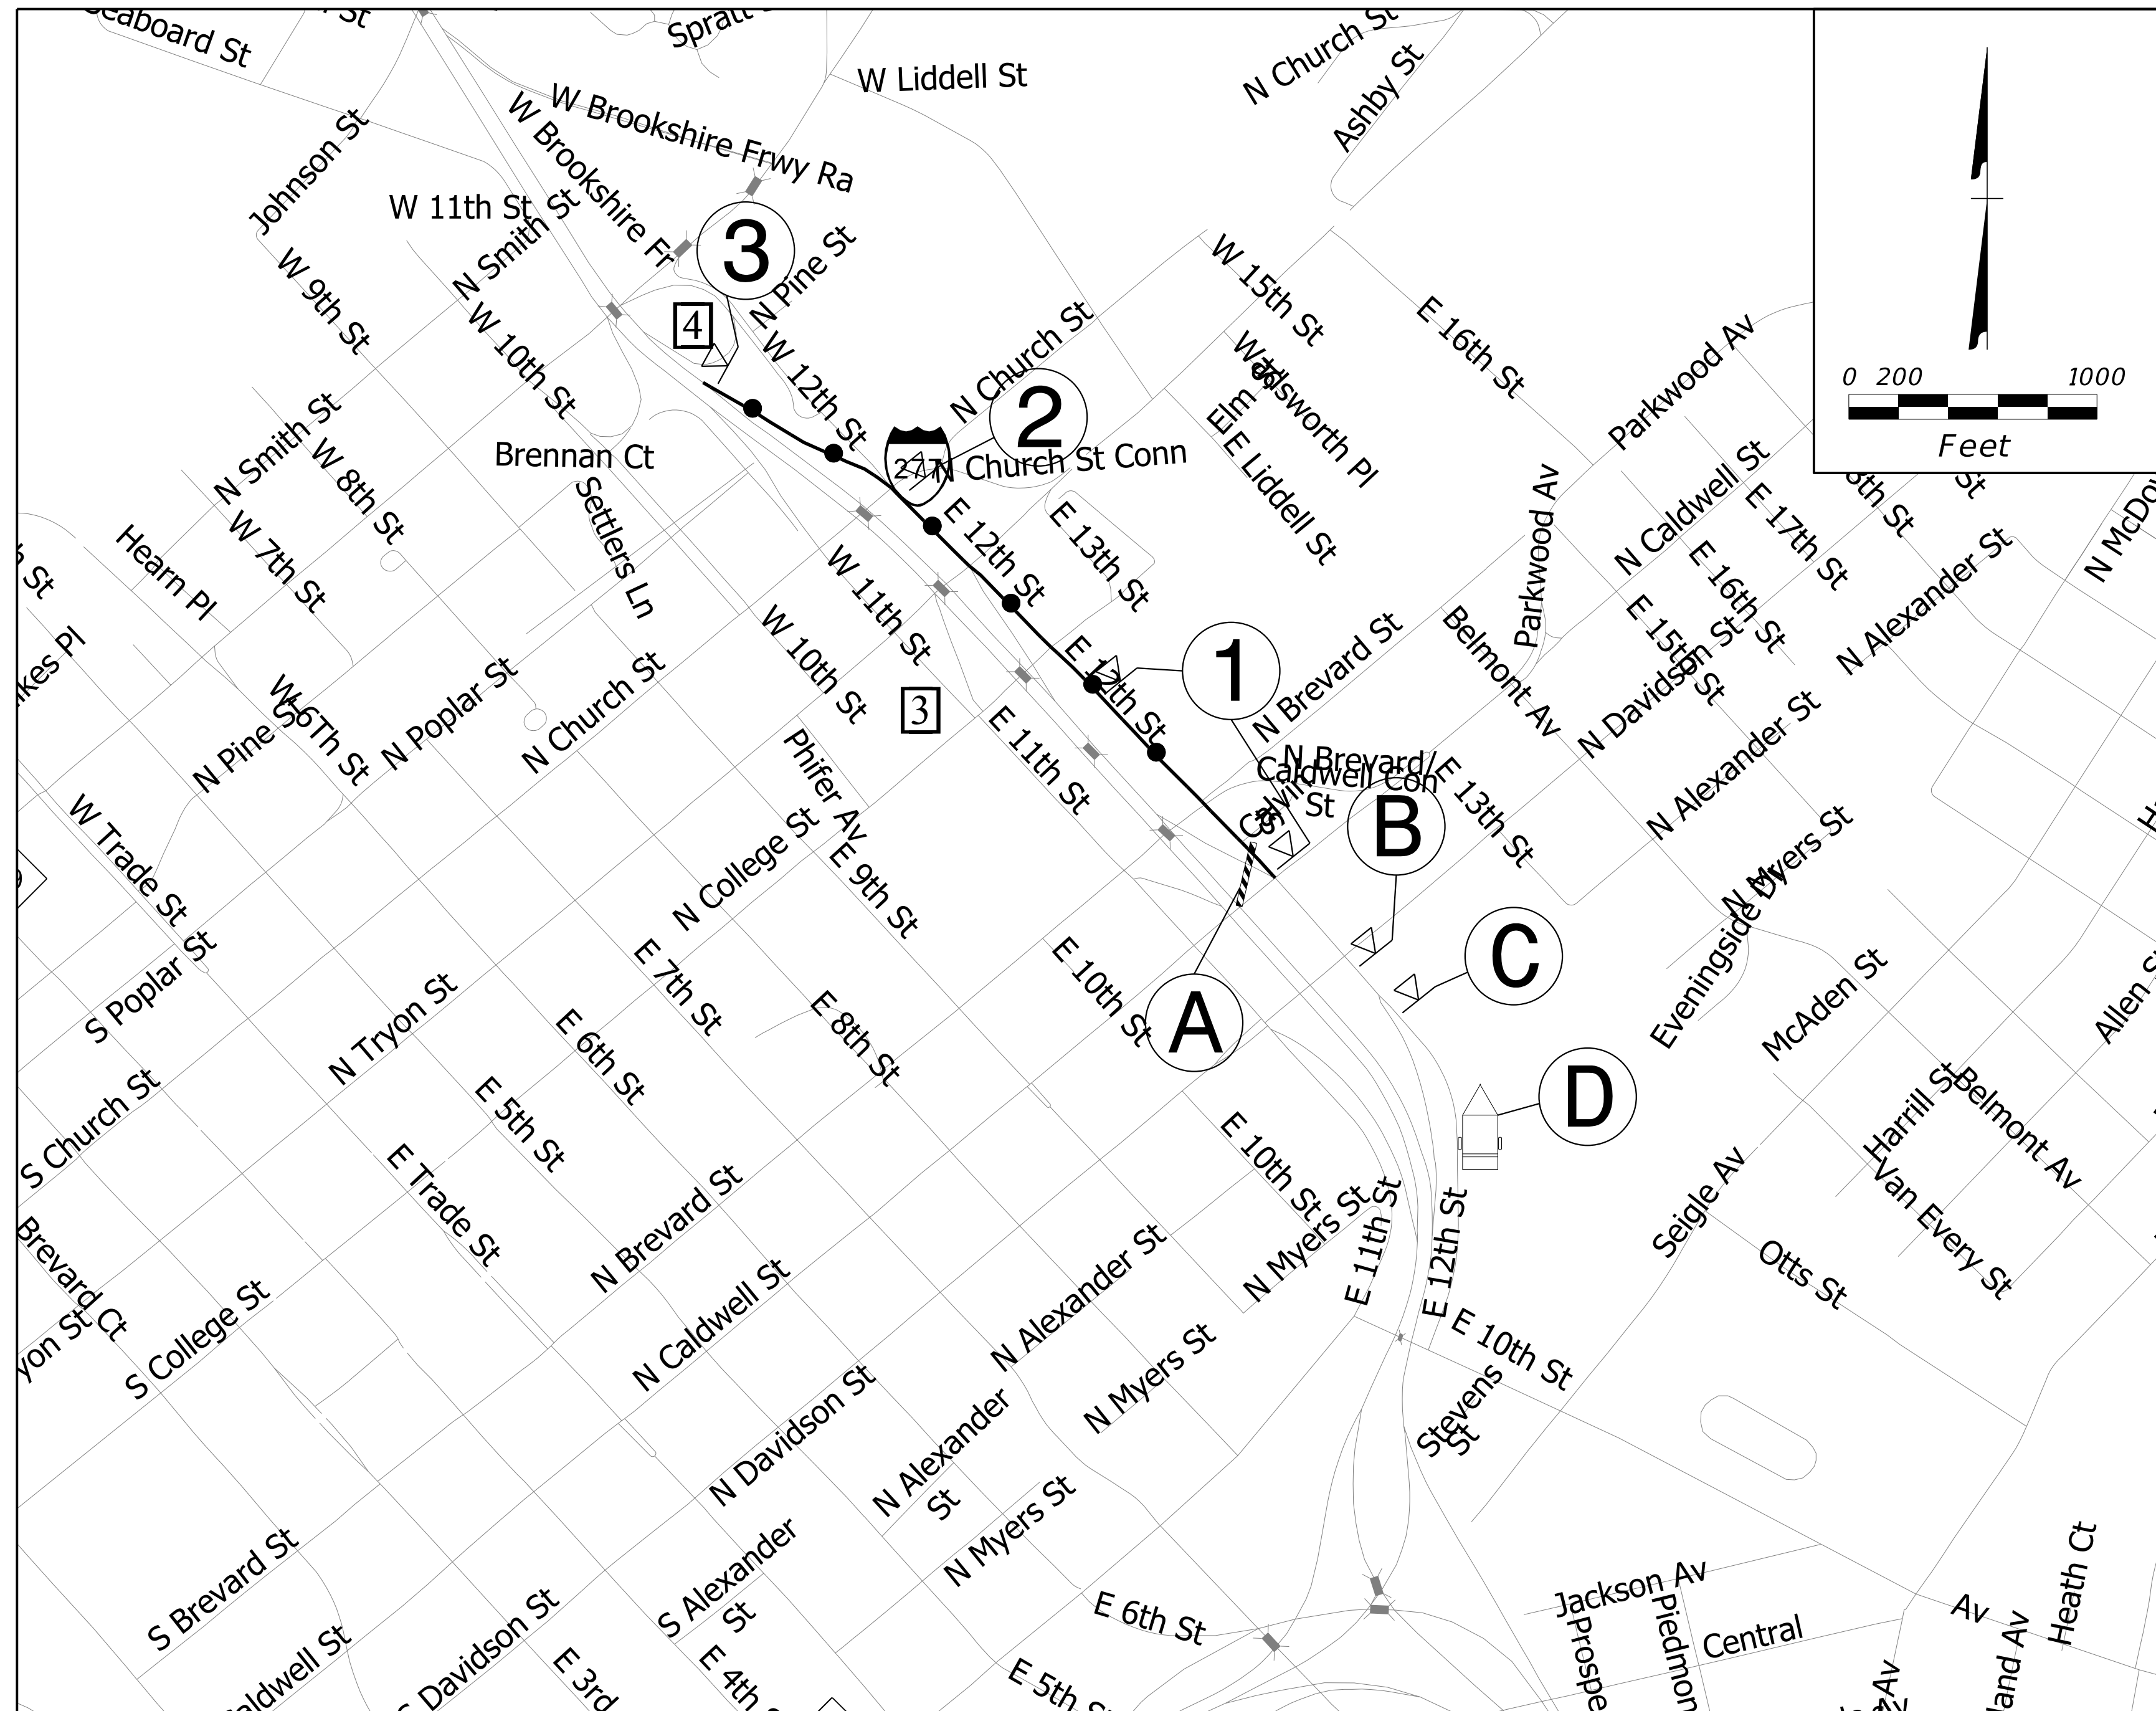 Spratt
N Church St
W Liddell St
W Brookshire Frwy Ra
W Brookshire Fr
Ashby St
Johnson St
W 11th St
N Smith St
W 9th St
3
N Pine St
4
W 10th St
W 12th St
N Church St
W 15th St
Wadsworth Pl
E 16th St
Parkwood Av
0 200 1000
Feet
N Smith St
W 8th St
Brennan Ct
Settlers Ln
277
2
N Church St Conn
Elm St
E Liddell St
Parkwood Av
N Caldwell St
E 17th St
St
N Alexander St
Hearn Pl
W 7th St
E 12th St
E 13th St
W 11th St
W 10th St
E 16th St
E 15th St
N Davidson St
St
W 6Th St
N Pine St
N Poplar St
N Church St
3
E 11th St
E 12th St
1
N Brevard St
Belmont Av
N Brevard/
Caldwell Con
St
E 13th St
N Alexander St
Phifer Av
N College St
E 9th St
W Trade St
B
N Myers St
Eveningside Dr
C
A
S Poplar St
N Tryon St
E 7th St
E 8th St
E 10th St
McAden St
D
S Church St
E 6th St
E 5th St
E Trade St
N Brevard St
E 10th St
N Myers St
E 11th St
E 12th St
Seigle Av
Harrill St
Belmont Av
Van Every St
Otts St
Brevard Ct
S College St
N Caldwell St
N Alexander St
N Myers St
E 10th St
Stevens
St
N Davidson St
N Alexander
St
N Myers St
S Brevard St
S Davidson St
S Alexander
St
E 3rd
E 4th
E 6th St
E 5th St
Jackson Av
Central
Av
Heath Ct